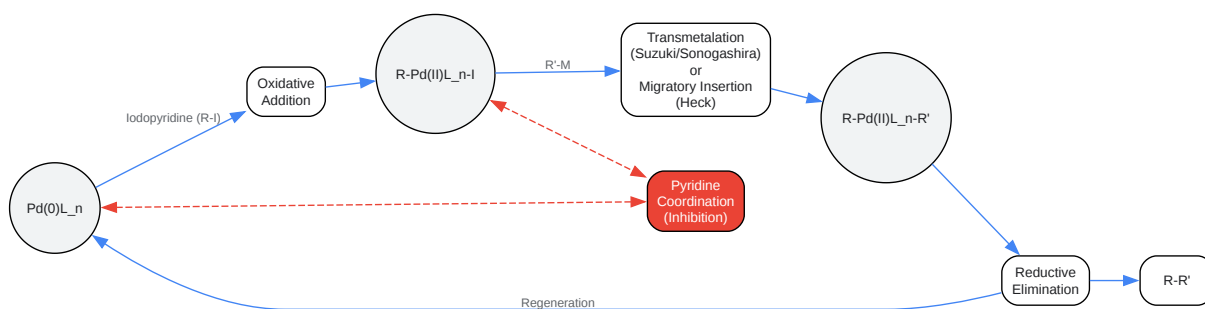 Transmetalation
(Suzuki/Sonogashira)
or
Migratory Insertion
(Heck)
R-Pd(II)L_n-I
R'-M
Oxidative
Addition
Iodopyridine (R-I)
R-Pd(II)L_n-R'
Pyridine
Coordination
(Inhibition)
Pd(0)L_n
Reductive
Elimination
R-R'
Regeneration